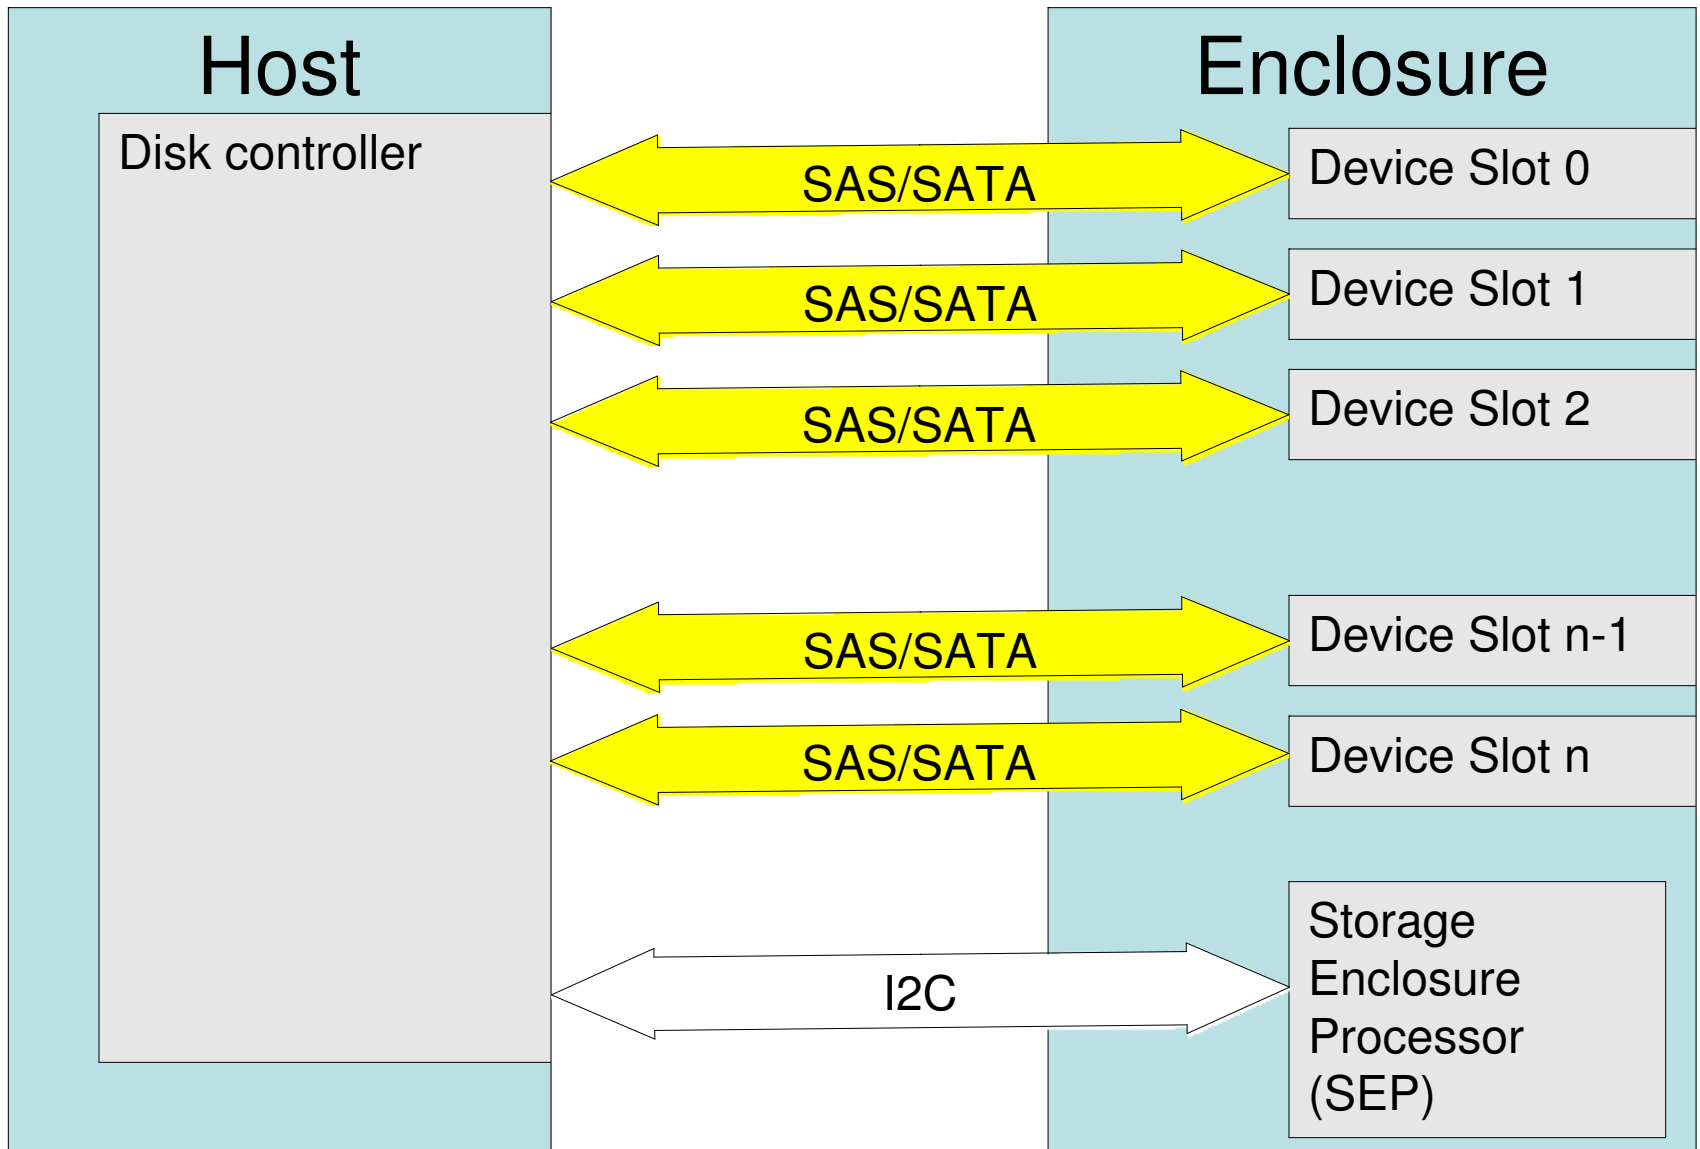 Host
Enclosure
Disk controller
SAS/SATA
Device Slot 0
SAS/SATA
Device Slot 1
SAS/SATA
Device Slot 2
SAS/SATA
Device Slot n-1
SAS/SATA
Device Slot n
I2C
Storage
Enclosure
Processor
(SEP)